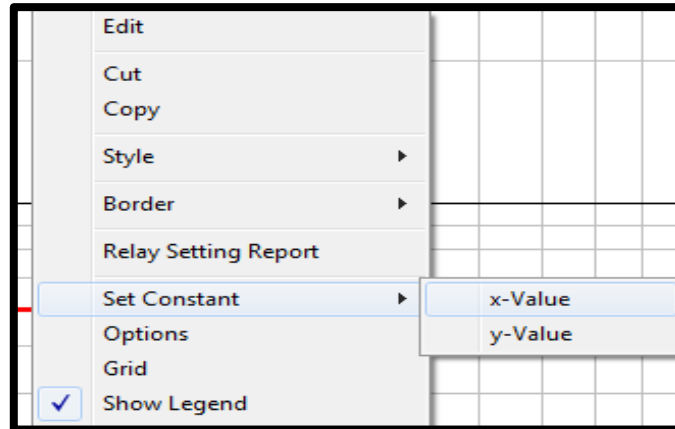 Edit
Cut
Copy
Style
Border
Relay Setting Report
Set Constant
x-Value
y-Value
Options
Grid
Show Legend